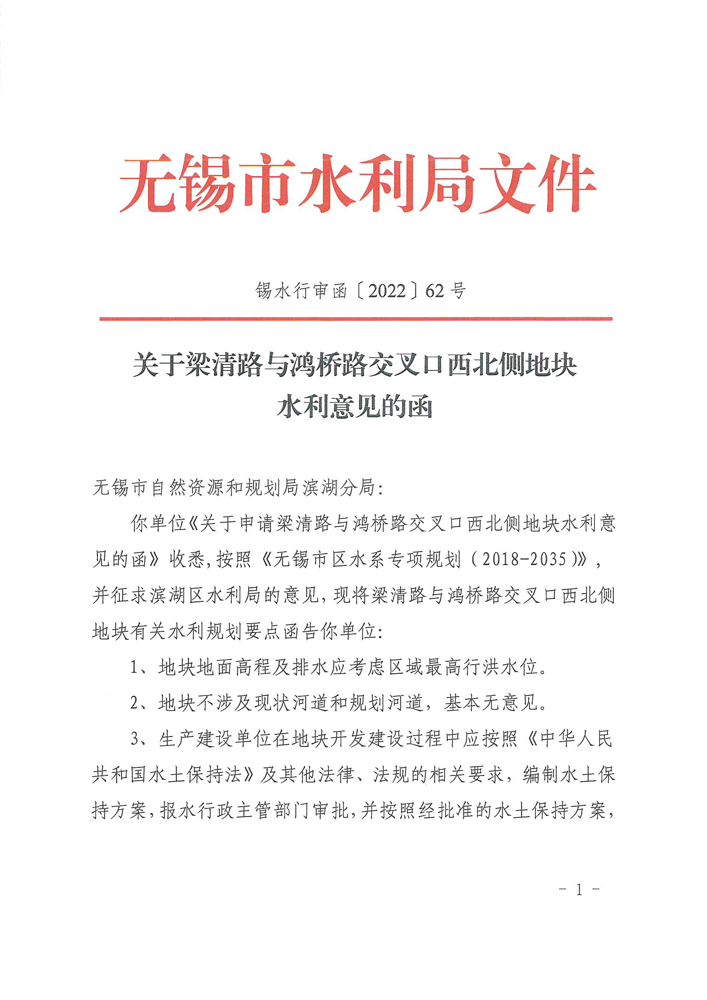 无锡市水利局文件
锡水行审函〔2022〕62号
关于梁清路与鸿桥路交叉口西北侧地块
水利意见的函
无锡市自然资源和规划局滨湖分局：
你单位《关于申请梁清路与鸿桥路交叉口西北侧地块水利意
见的函》收悉，按照《无锡市区水系专项规划（2018-2035）》，
并征求滨湖区水利局的意见，现将梁清路与鸿桥路交叉口西北侧
地块有关水利规划要点函告你单位：
1、地块地面高程及排水应考虑区域最高行洪水位。
2、地块不涉及现状河道和规划河道，基本无意见。
3、生产建设单位在地块开发建设过程中应按照《中华人民
共和国水土保持法》及其他法律、法规的相关要求，编制水土保
持方案，报水行政主管部门审批，并按照经批准的水土保持方案，
- 1 -